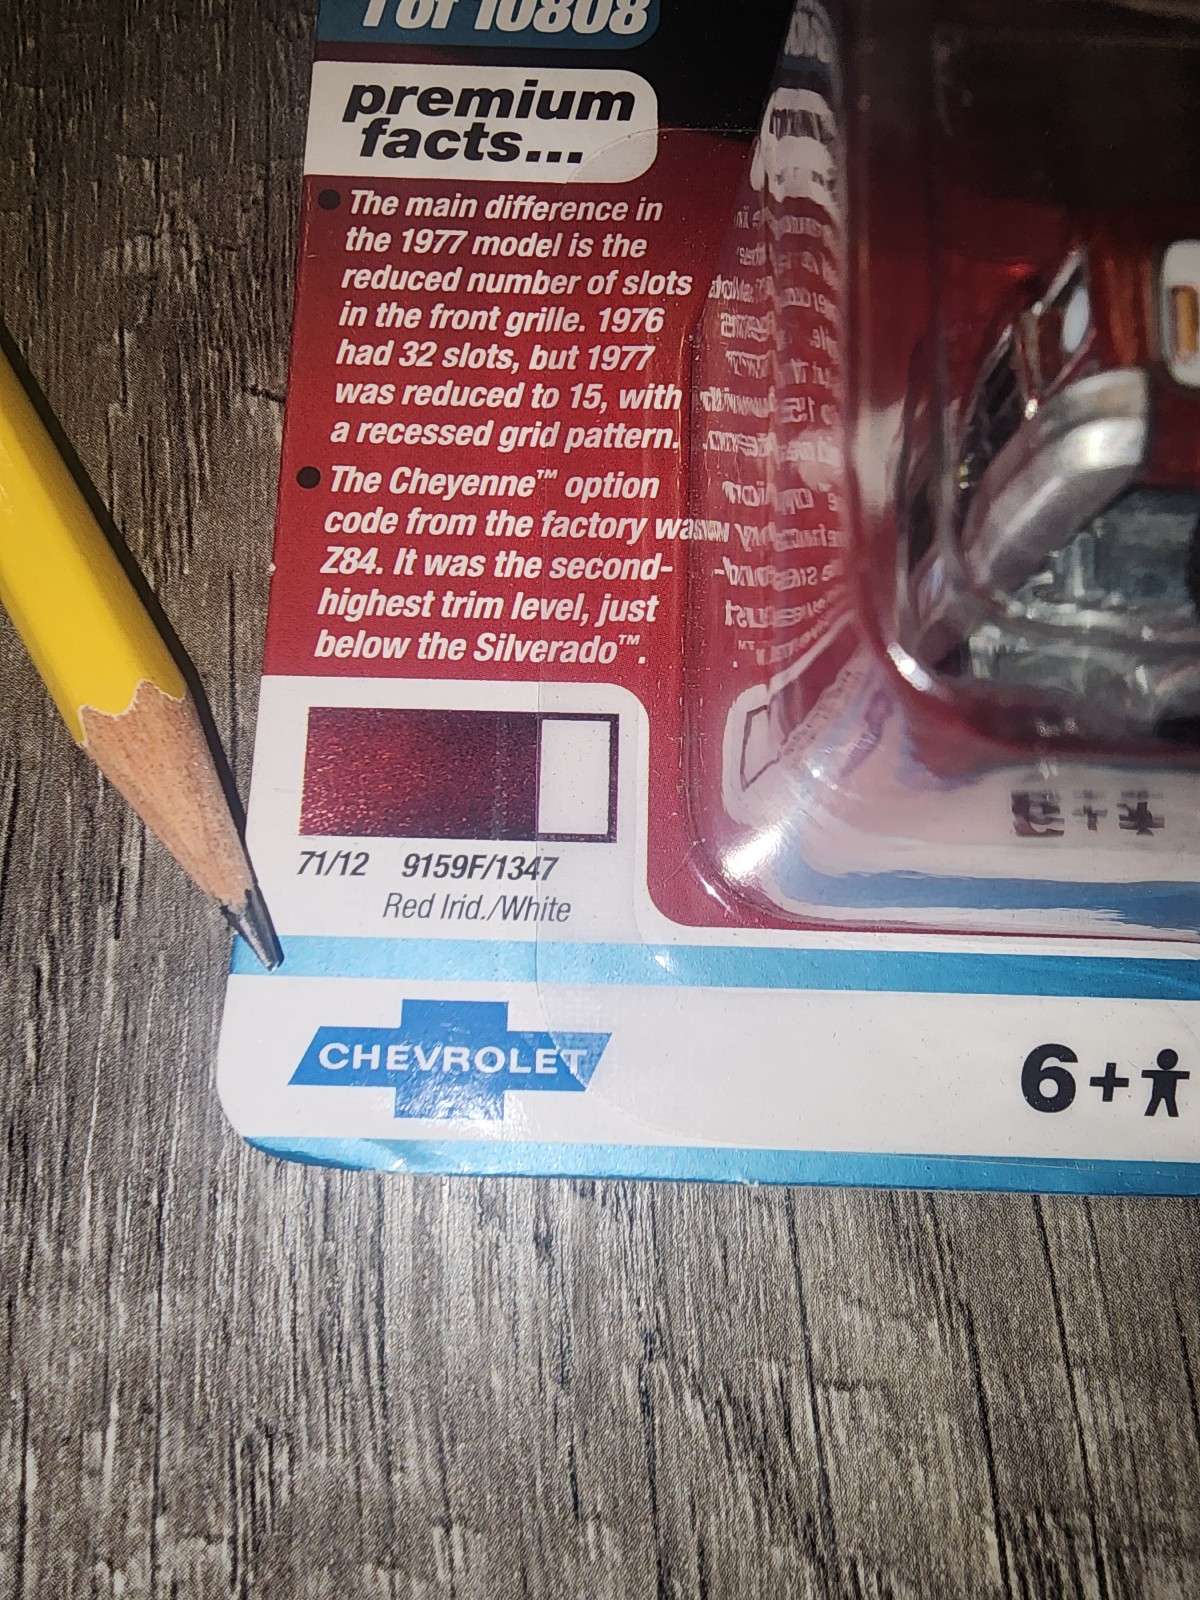 1 of 10808
premium
facts...
• The main difference in
the 1977 model is the
reduced number of slots
in the front grille. 1976
had 32 slots, but 1977
was reduced to 15, with
a recessed grid pattern.
• The Cheyenne™ option
code from the factory was
Z84. It was the second-
highest trim level, just
below the Silverado™.
71/12 9159F/1347
Red Irid./White
CHEVROLET
6+